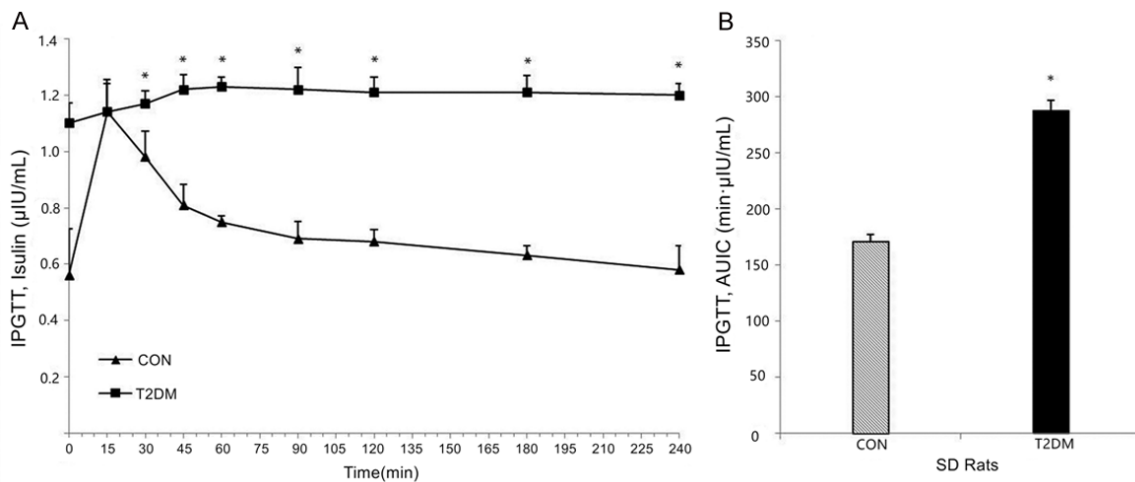 A
IPGTT, Isulin (µIU/mL)
1.4
1.2
1.0
0.8
0.6
0.4
0.2
* * * * * * *
CON
T2DM
0 15 30 45 60 75 90 105 120 135 150 165 180 195 210 225 240
Time(min)
B
IPGTT, AUIC (min·µIU/mL)
350
300
250
200
150
100
50
0
*
CON T2DM
SD Rats